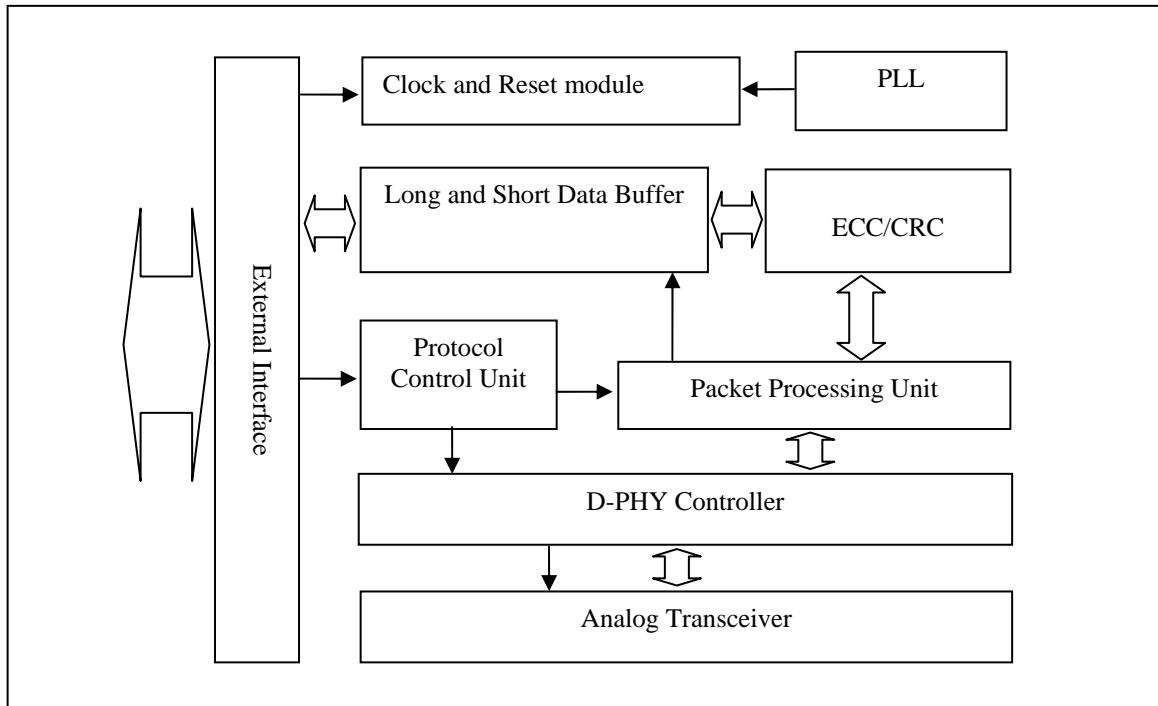 Clock and Reset module
PLL
Long and Short Data Buffer
ECC/CRC
External Interface
Protocol
Control Unit
Packet Processing Unit
D-PHY Controller
Analog Transceiver